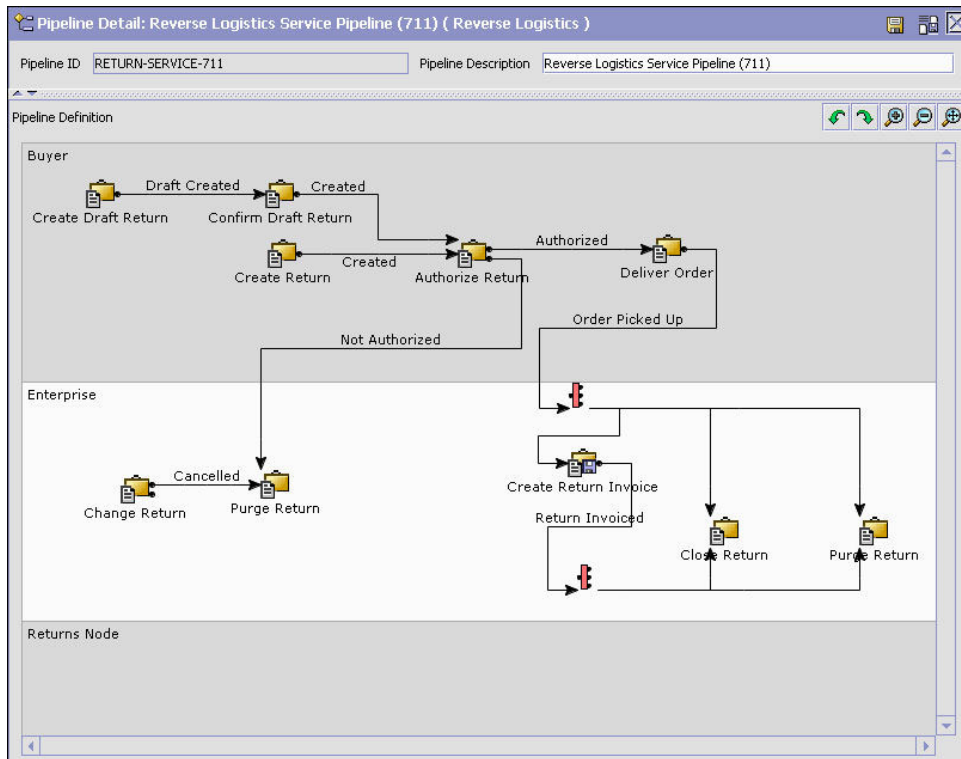 Pipeline Detail: Reverse Logistics Service Pipeline (711) ( Reverse Logistics )
Pipeline ID RETURN-SERVICE-711 Pipeline Description Reverse Logistics Service Pipeline (711)
Pipeline Definition
Buyer
Draft Created Created
Create Draft Return Confirm Draft Return
Authorized
Created
Create Return Authorize Return Deliver Order
Order Picked Up
Not Authorized
Enterprise
Cancelled
Change Return Purge Return
Create Return Invoice
Return Invoiced
Close Return Purge Return
Returns Node